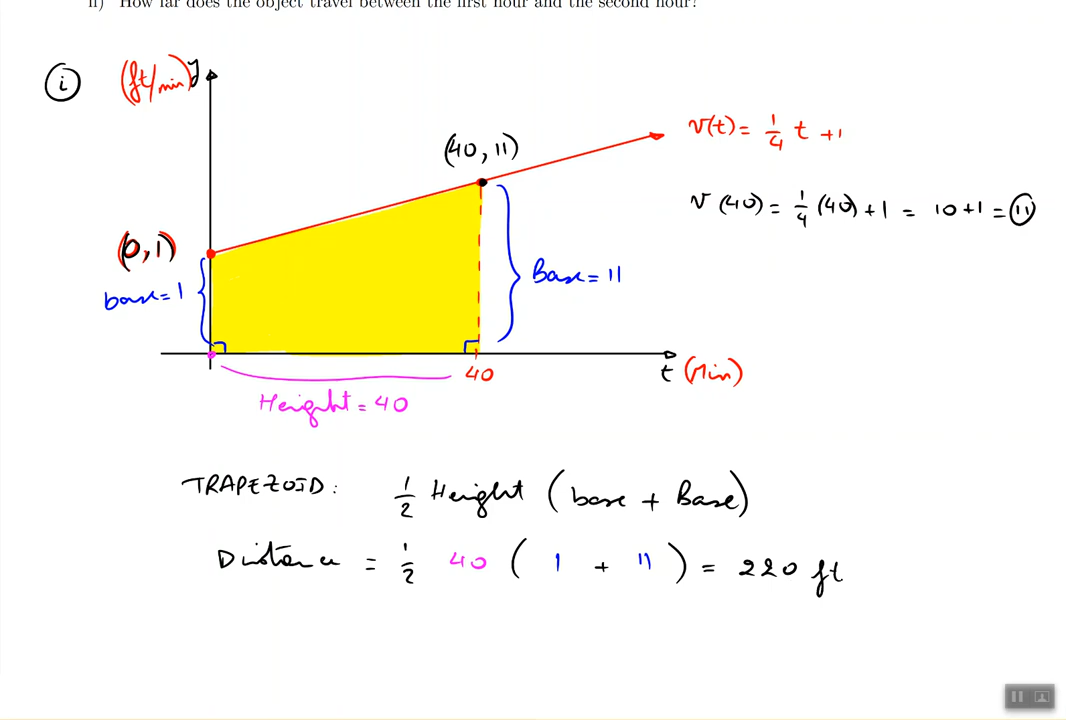 ii) How far does the object travel between the first hour and the second hour?
i
(ft/min) y
(40, 11)
v(t) = 1/4 t + 1
v(40) = 1/4 (40) + 1 = 10 + 1 = 11
(0, 1)
base = 1
Base = 11
40
t (Min)
Height = 40
TRAPEZOID: 1/2 Height (base + Base)
Distance = 1/2 40 ( 1 + 11 ) = 220 ft